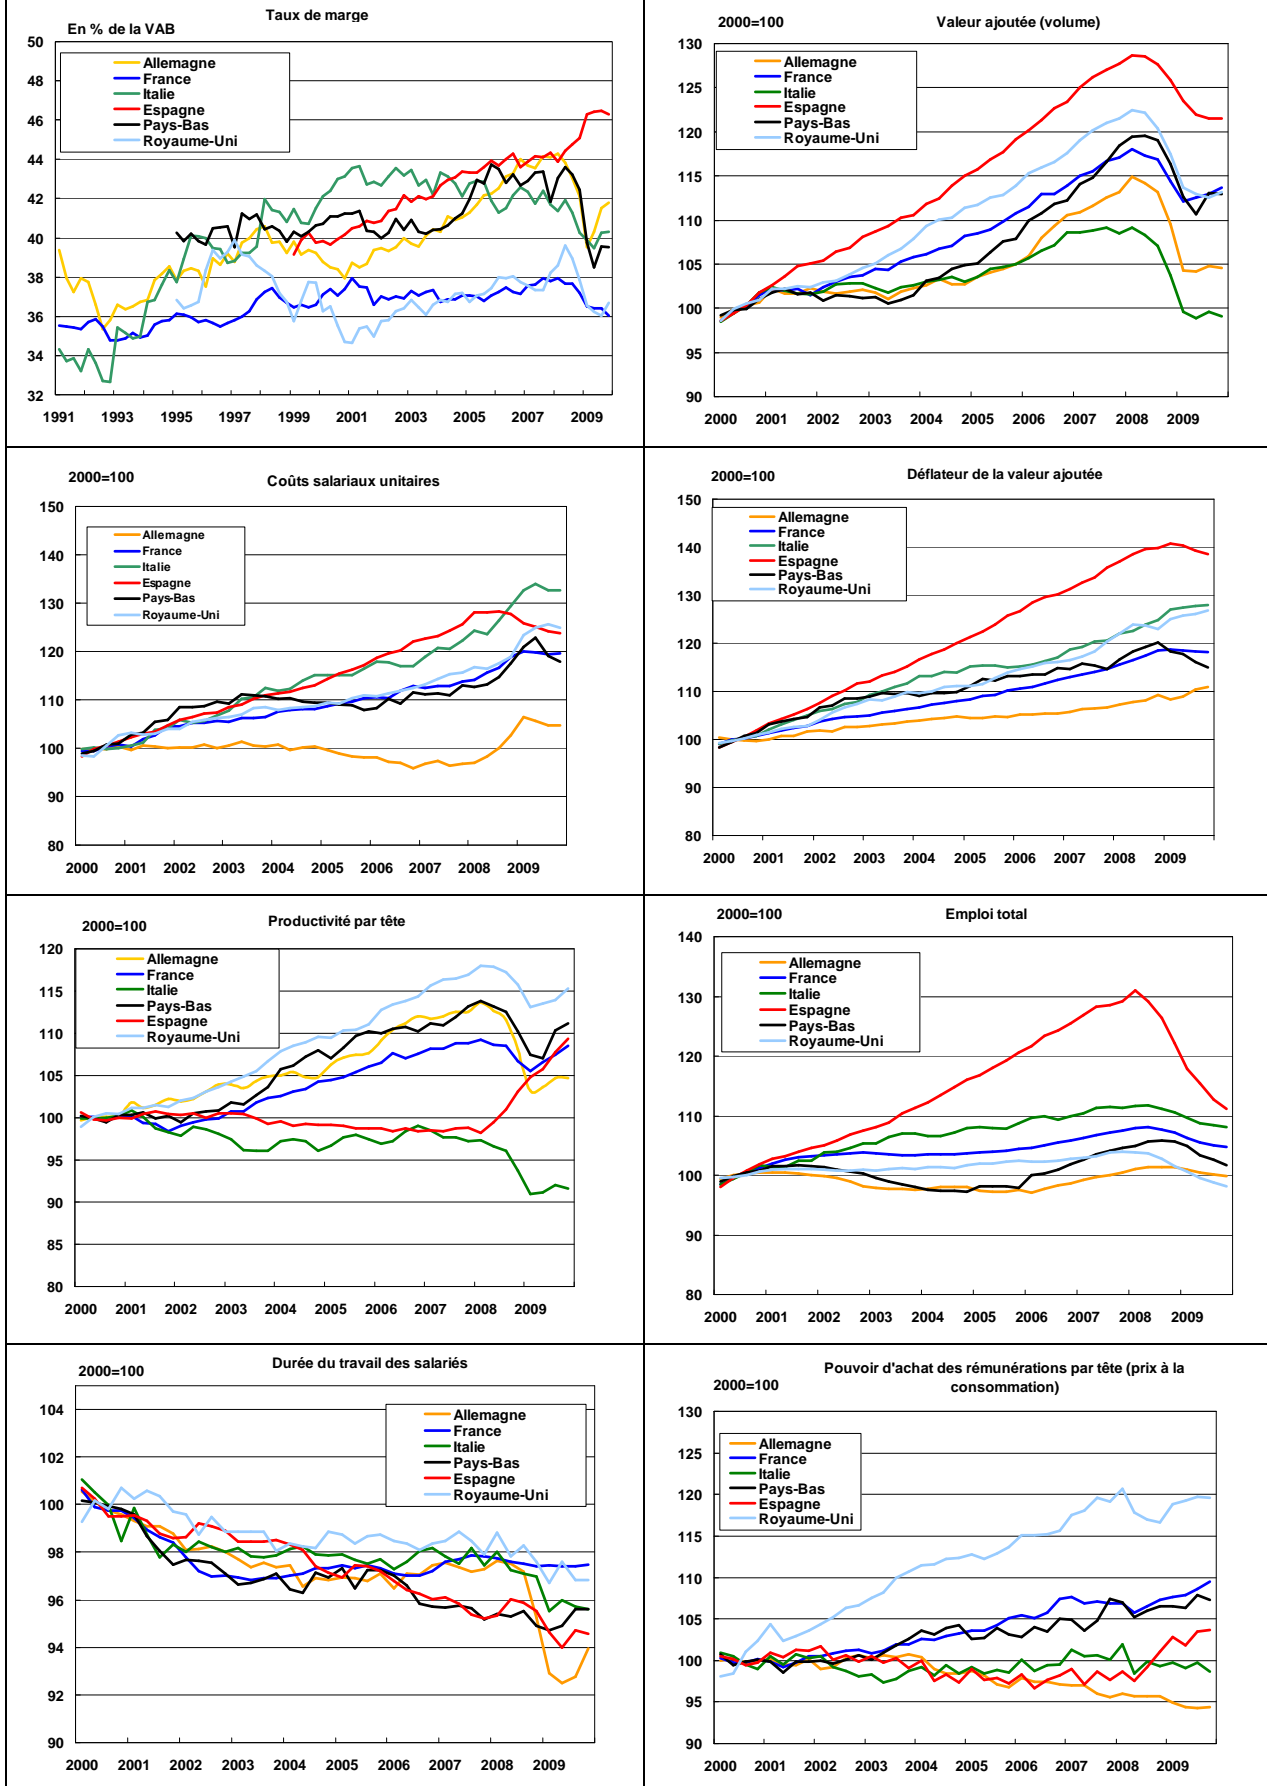 Taux de marge
En % de la VAB
50
48
46
44
42
40
38
36
34
32
Allemagne
France
Italie
Espagne
Pays-Bas
Royaume-Uni
1991 1993 1995 1997 1999 2001 2003 2005 2007 2009
2000=100
Valeur ajoutée (volume)
130
125
120
115
110
105
100
95
90
Allemagne
France
Italie
Espagne
Pays-Bas
Royaume-Uni
2000 2001 2002 2003 2004 2005 2006 2007 2008 2009
2000=100
Coûts salariaux unitaires
150
140
130
120
110
100
90
80
Allemagne
France
Italie
Espagne
Pays-Bas
Royaume-Uni
2000 2001 2002 2003 2004 2005 2006 2007 2008 2009
2000=100
Déflateur de la valeur ajoutée
150
140
130
120
110
100
90
80
Allemagne
France
Italie
Espagne
Pays-Bas
Royaume-Uni
2000 2001 2002 2003 2004 2005 2006 2007 2008 2009
2000=100
Productivité par tête
120
115
110
105
100
95
90
85
80
Allemagne
France
Italie
Pays-Bas
Espagne
Royaume-Uni
2000 2001 2002 2003 2004 2005 2006 2007 2008 2009
2000=100
Emploi total
140
130
120
110
100
90
80
Allemagne
France
Italie
Espagne
Pays-Bas
Royaume-Uni
2000 2001 2002 2003 2004 2005 2006 2007 2008 2009
2000=100
Durée du travail des salariés
104
102
100
98
96
94
92
90
Allemagne
France
Italie
Pays-Bas
Espagne
Royaume-Uni
2000 2001 2002 2003 2004 2005 2006 2007 2008 2009
2000=100
Pouvoir d'achat des rémunérations par tête (prix à la
consommation)
130
125
120
115
110
105
100
95
90
Allemagne
France
Italie
Pays-Bas
Espagne
Royaume-Uni
2000 2001 2002 2003 2004 2005 2006 2007 2008 2009